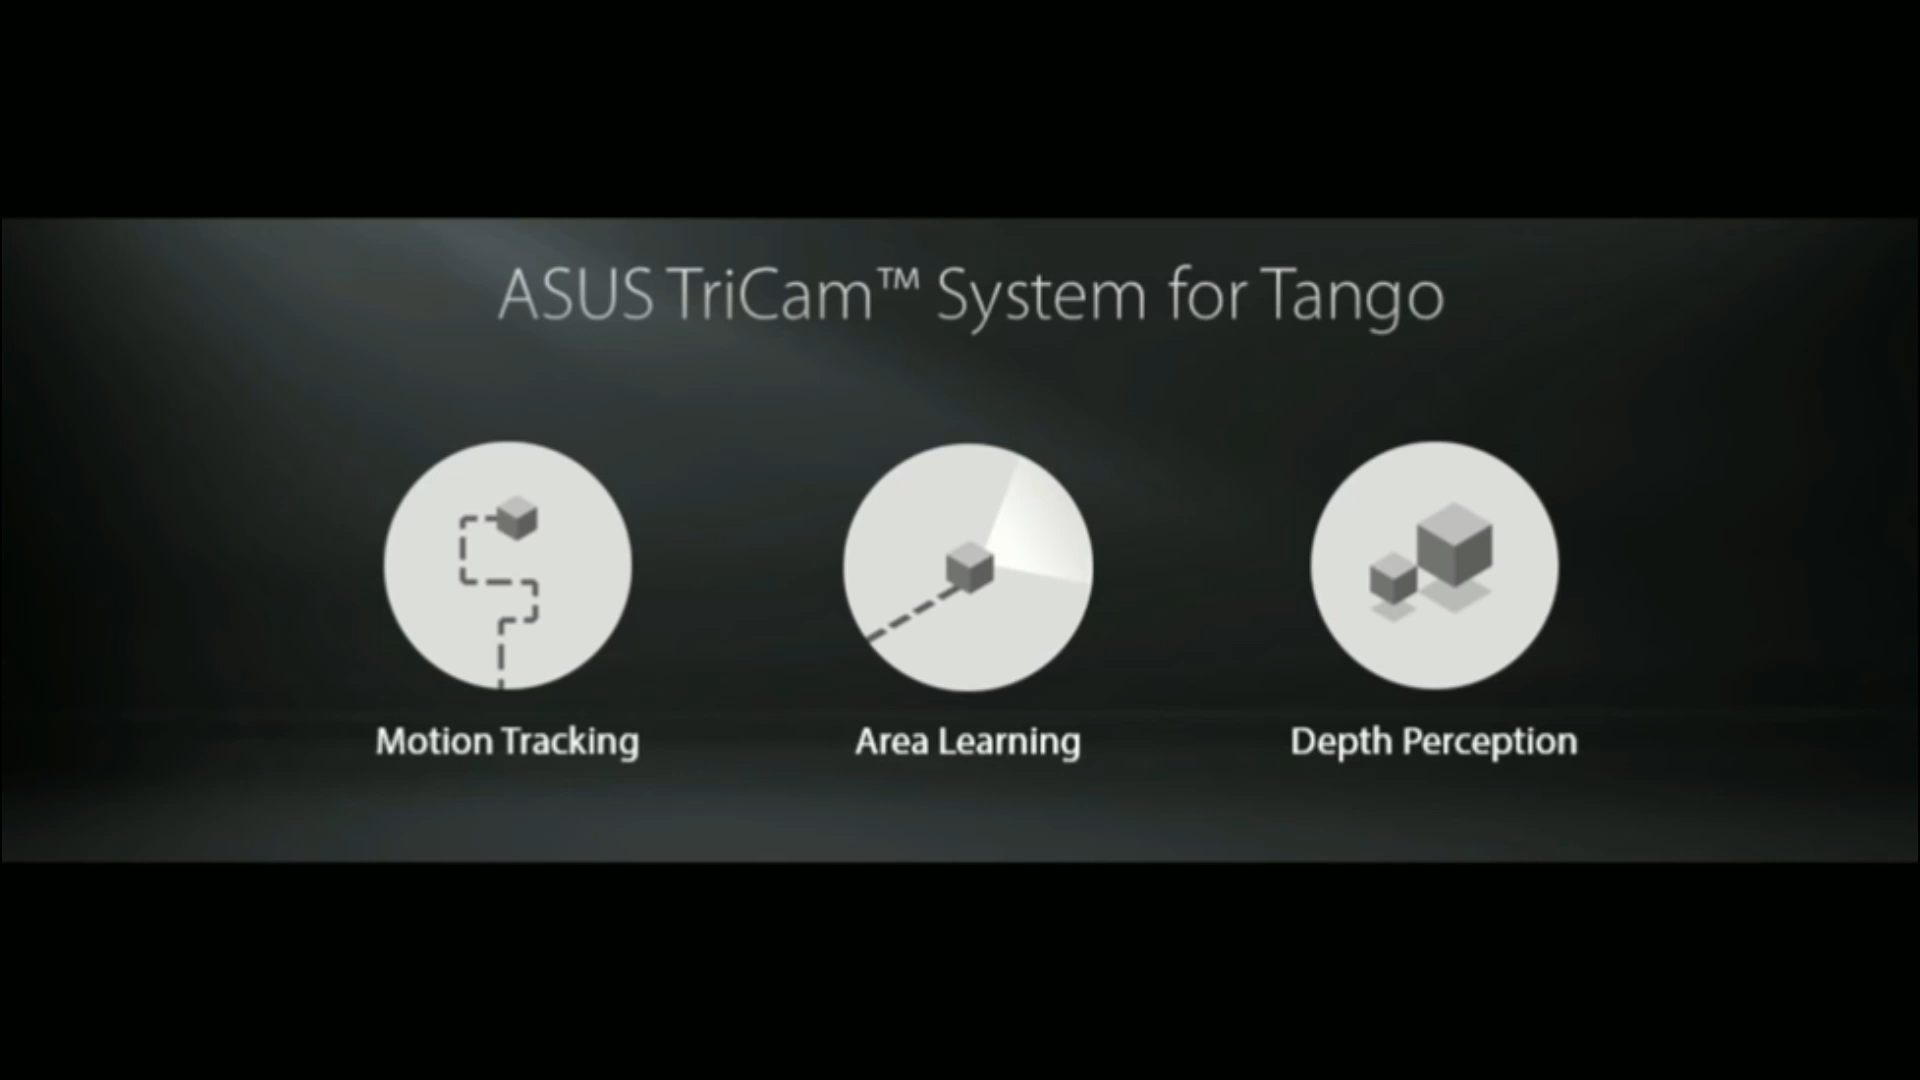 ASUS TriCam™ System for Tango
Motion Tracking
Area Learning
Depth Perception